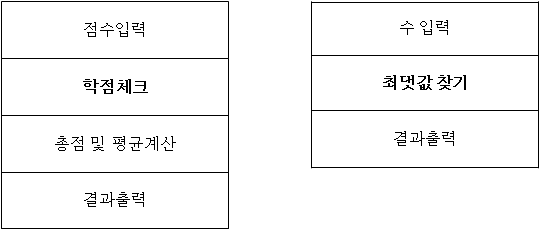 점수입력
학점체크
총점 및 평균계산
결과출력
수 입력
최댓값 찾기
결과출력